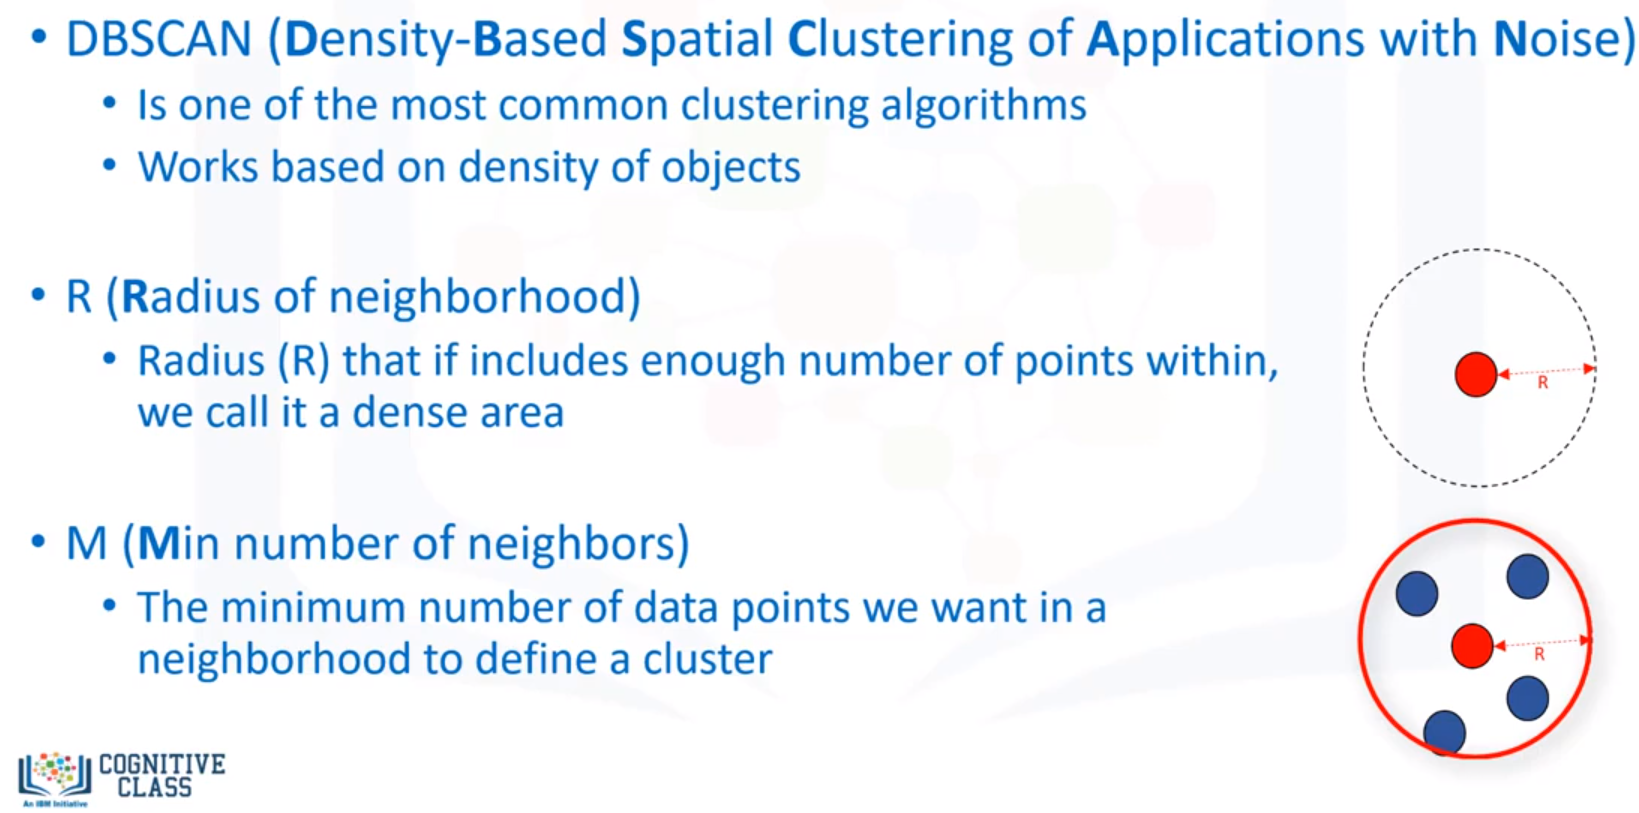 • DBSCAN (Density-Based Spatial Clustering of Applications with Noise)
• Is one of the most common clustering algorithms
• Works based on density of objects
• R (Radius of neighborhood)
• Radius (R) that if includes enough number of points within,
we call it a dense area
R
• M (Min number of neighbors)
• The minimum number of data points we want in a
neighborhood to define a cluster
R
COGNITIVE
CLASS
An IBM Initiative